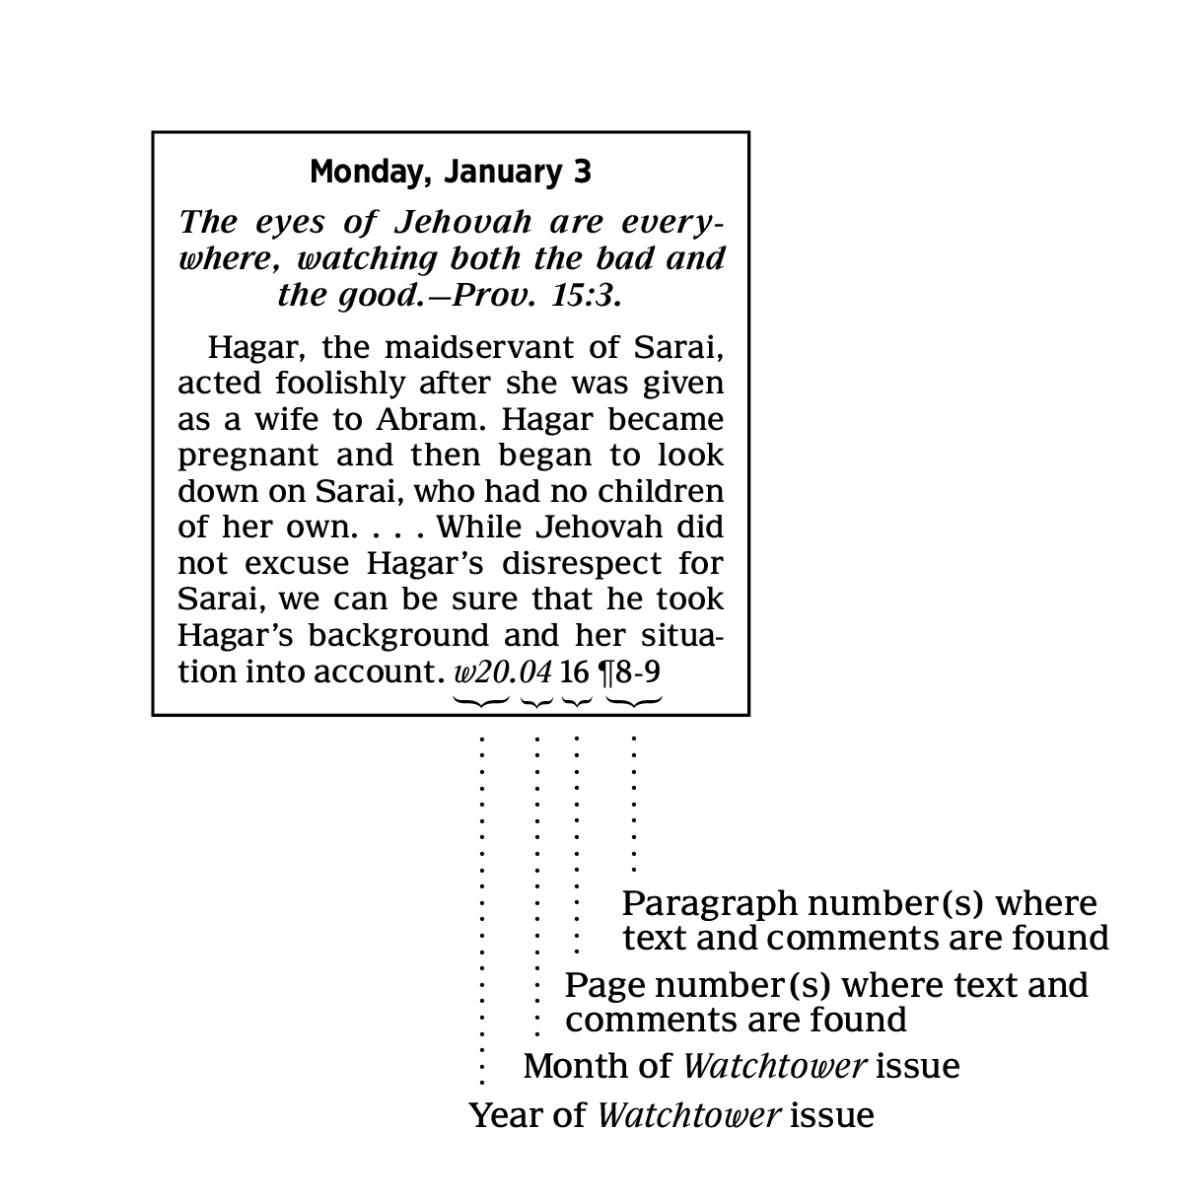 Monday, January 3
The eyes of Jehovah are every-
where, watching both the bad and
the good.—Prov. 15:3.
Hagar, the maidservant of Sarai,
acted foolishly after she was given
as a wife to Abram. Hagar became
pregnant and then began to look
down on Sarai, who had no children
of her own. . . . While Jehovah did
not excuse Hagar’s disrespect for
Sarai, we can be sure that he took
Hagar’s background and her situa-
tion into account. w20.04 16 ¶8-9
Paragraph number(s) where
text and comments are found
Page number(s) where text and
comments are found
Month of Watchtower issue
Year of Watchtower issue